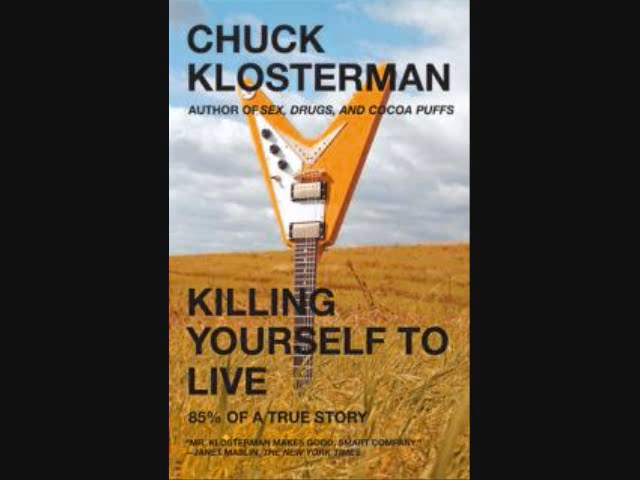 CHUCK
KLOSTERMAN
AUTHOR OF SEX, DRUGS, AND COCOA PUFFS
KILLING
YOURSELF TO
LIVE
85% OF A TRUE STORY
"MR. KLOSTERMAN MAKES GOOD, SMART COMPANY."
—JANET MASLIN, THE NEW YORK TIMES